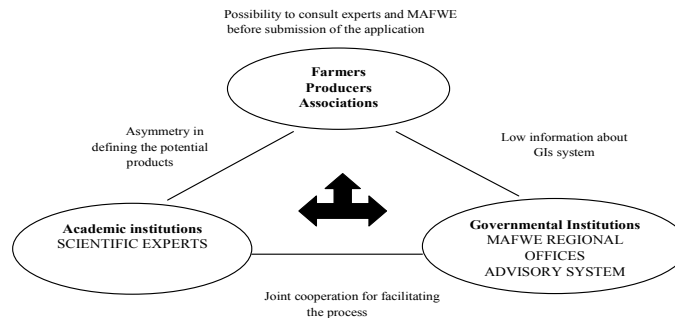 Possibility to consult experts and MAFWE
before submission of the application
Farmers
Producers
Associations
Asymmetry in
defining the potential
products
Low information about
GIs system
Academic institutions
SCIENTIFIC EXPERTS
Governmental Institutions
MAFWE REGIONAL
OFFICES
ADVISORY SYSTEM
Joint cooperation for facilitating
the process